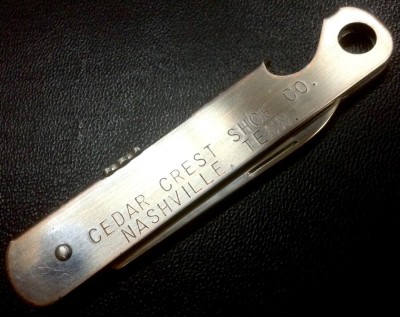 CEDAR CREST SHOE CO.
NASHVILLE, TENN.